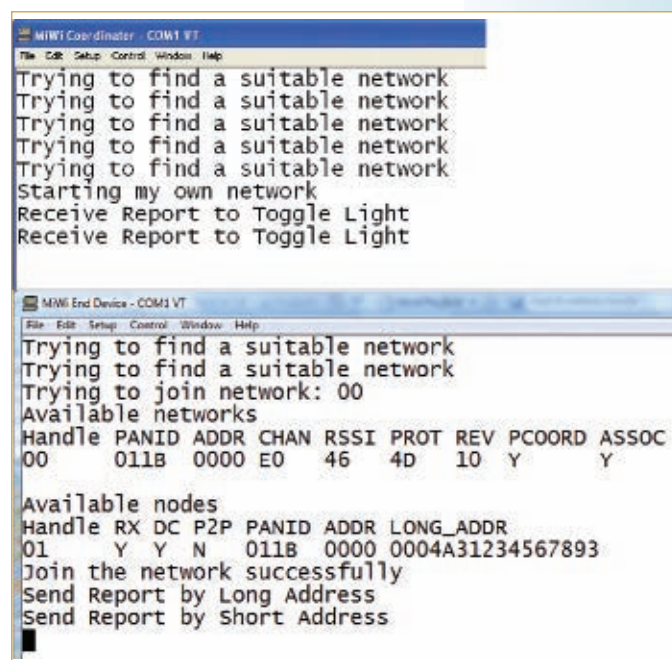 MiWi Coordinator - COM1 VT
File Edit Setup Control Window Help
Trying to find a suitable network
Trying to find a suitable network
Trying to find a suitable network
Trying to find a suitable network
Trying to find a suitable network
Starting my own network
Receive Report to Toggle Light
Receive Report to Toggle Light
MiWi End Device - COM1 VT
File Edit Setup Control Window Help
Trying to find a suitable network
Trying to find a suitable network
Trying to join network: 00
Available networks
Handle PANID ADDR CHAN RSSI PROT REV PCOORD ASSOC
00 011B 0000 E0 46 4D 10 Y Y
Available nodes
Handle RX DC P2P PANID ADDR LONG_ADDR
01 Y Y N 011B 0000 0004A31234567893
Join the network successfully
Send Report by Long Address
Send Report by Short Address